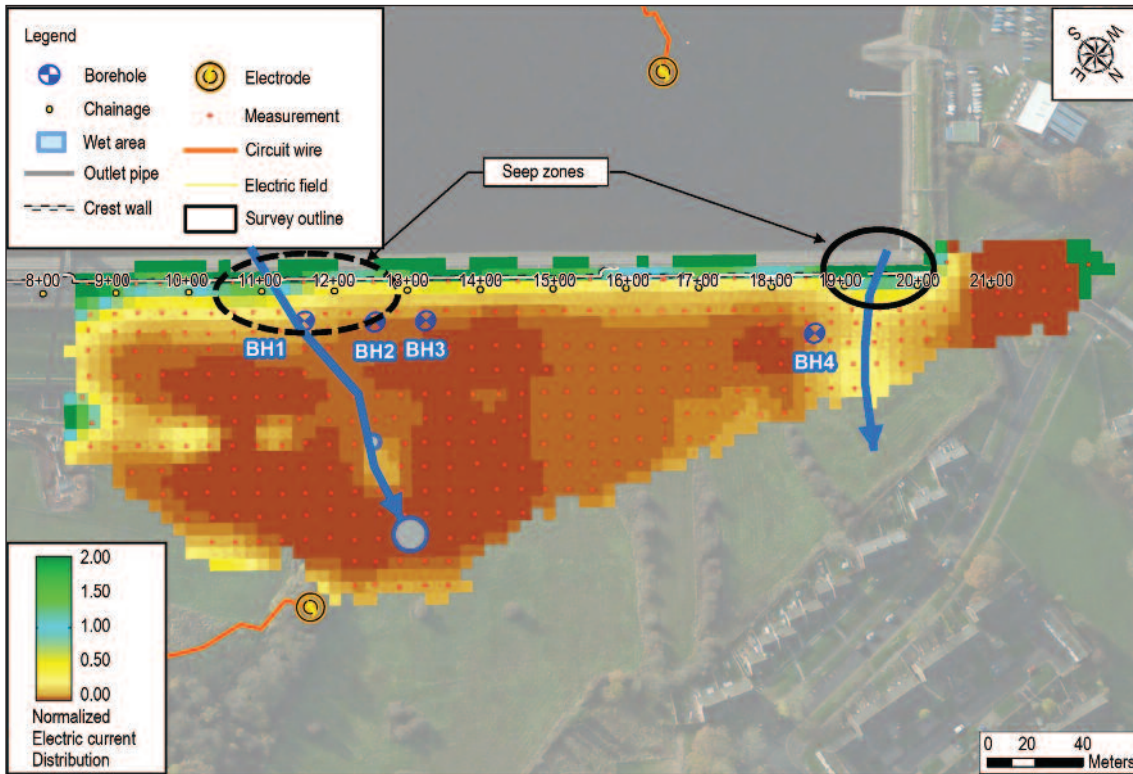 Legend
Borehole
Chainage
Wet area
Outlet pipe
Crest wall
Electrode
Measurement
Circuit wire
Electric field
Survey outline
S W
E N
Seep zones
8+00 9+00 10+00 11+00 12+00 13+00 14+00 15+00 16+00 17+00 18+00 19+00 20+00 21+00
BH1 BH2 BH3 BH4
2.00
1.50
1.00
0.50
0.00
Normalized
Electric current
Distribution
0 20 40
Meters